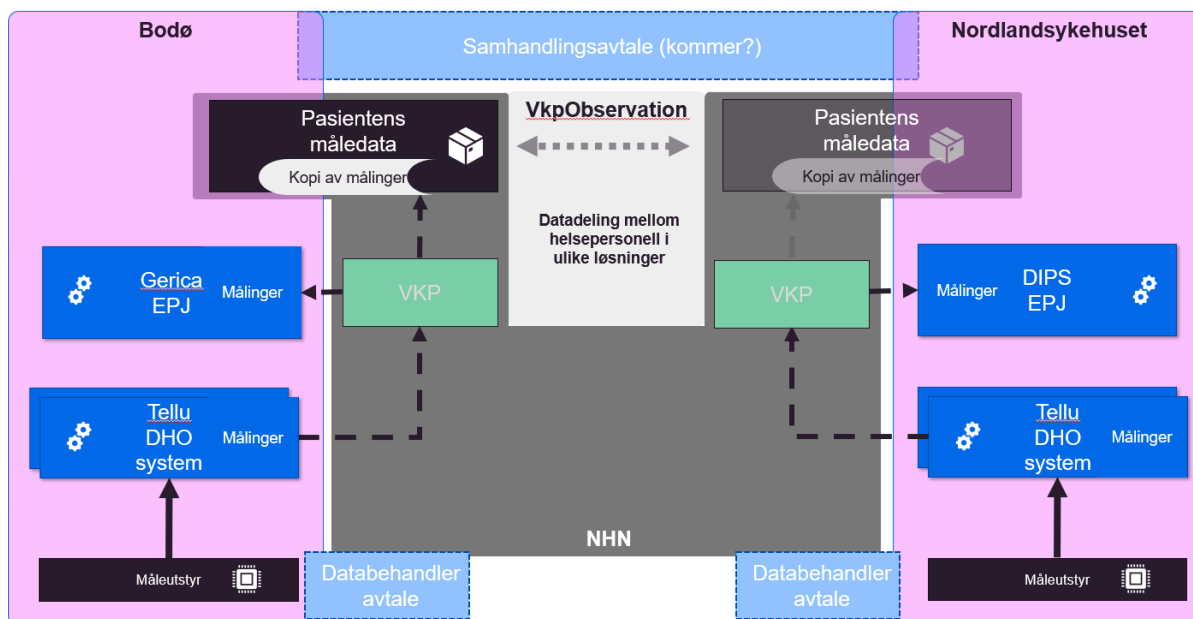 Bodø
Samhandlingsavtale (kommer?)
Nordlandsykehuset
Pasientens
måledata
Kopi av målinger
VkpObservation
Pasientens
måledata
Kopi av målinger
Datadeling mellom
helsepersonell i
ulike løsninger
Gerica
EPJ
Målinger
VKP
VKP
Målinger
DIPS
EPJ
Tellu
DHO
system
Målinger
Tellu
DHO
system
Målinger
NHN
Måleutstyr
Databehandler
avtale
Databehandler
avtale
Måleutstyr